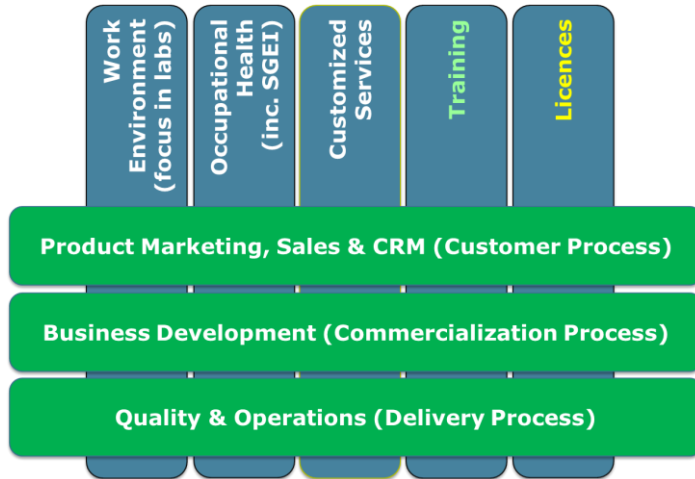 Work
Environment
(focus in labs)
Occupational
Health
(inc. SGEI)
Customized
Services
Training
Licences
Product Marketing, Sales & CRM (Customer Process)
Business Development (Commercialization Process)
Quality & Operations (Delivery Process)